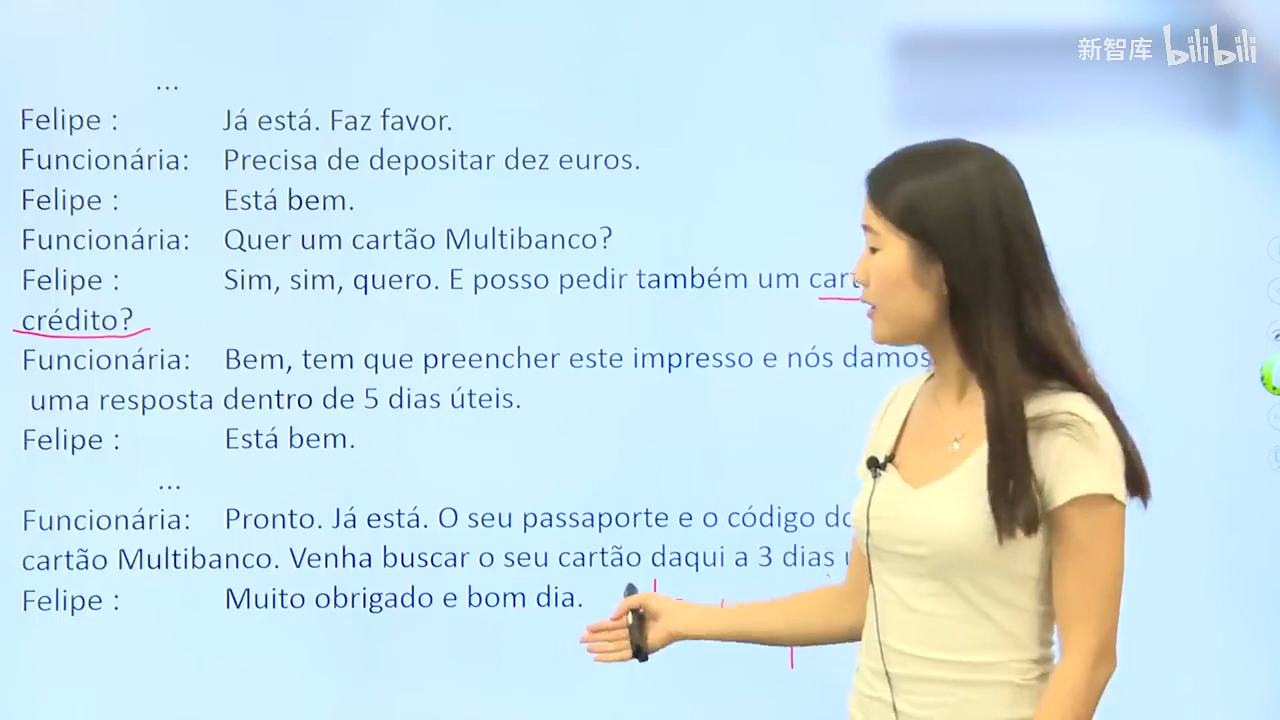 新智库 bilibili
...
Felipe : Já está. Faz favor.
Funcionária: Precisa de depositar dez euros.
Felipe : Está bem.
Funcionária: Quer um cartão Multibanco?
Felipe : Sim, sim, quero. E posso pedir também um
crédito?
Funcionária: Bem, tem que preencher este impresso e nós damos
uma resposta dentro de 5 dias úteis.
Felipe : Está bem.
...
Funcionária: Pronto. Já está. O seu passaporte e o código
cartão Multibanco. Venha buscar o seu cartão daqui a 3 dias
Felipe : Muito obrigado e bom dia.